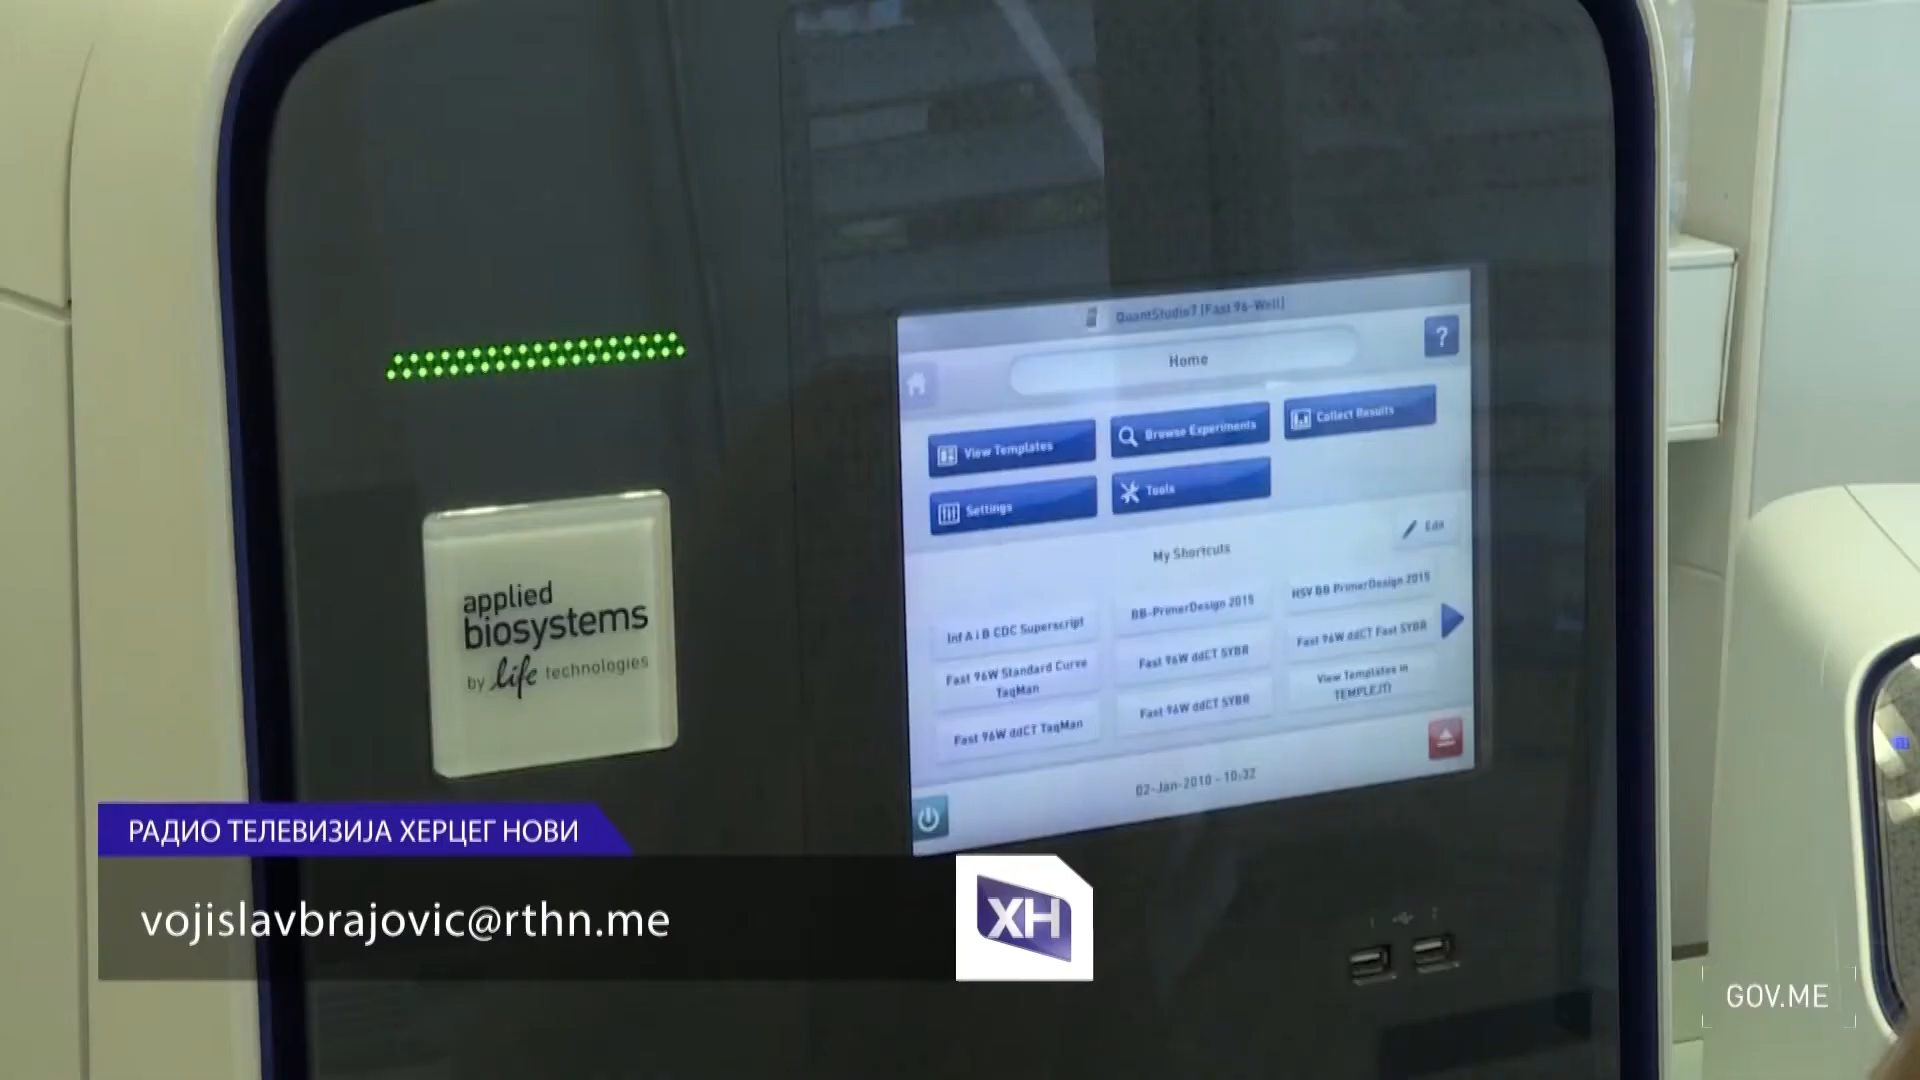 QuantStudio7 (Fast 96-Well)
?
Home
View Templates
Browse Experiments
Collect Results
Settings
Tools
Edit
My Shortcuts
Inf A i B CDC Superscript
BB-PrimerDesign 2015
HSV BB PrimerDesign 2015
Fast 96W Standard Curve
TaqMan
Fast 96W ddCT SYBR
Fast 96W ddCT Fast SYBR
Fast 96W ddCT TaqMan
Fast 96W ddCT SYBR
View Templates in
TEMPLEJTI
02-Jan-2010 - 10:32
applied
biosystems
by life technologies
РАДИО ТЕЛЕВИЗИЈА ХЕРЦЕГ НОВИ
vojislavbrajovic@rthn.me
ХН
GOV.ME